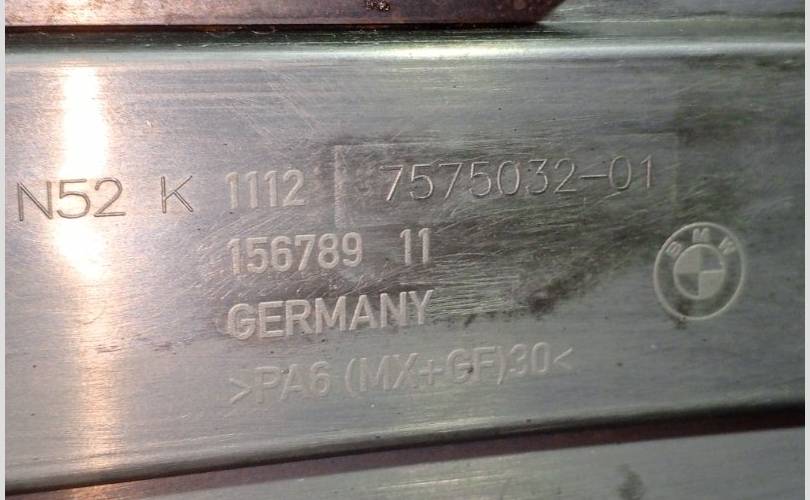 N52 K 1112 7575032-01
156789 11
GERMANY
>PA6 (MX+GF)30<
BMW